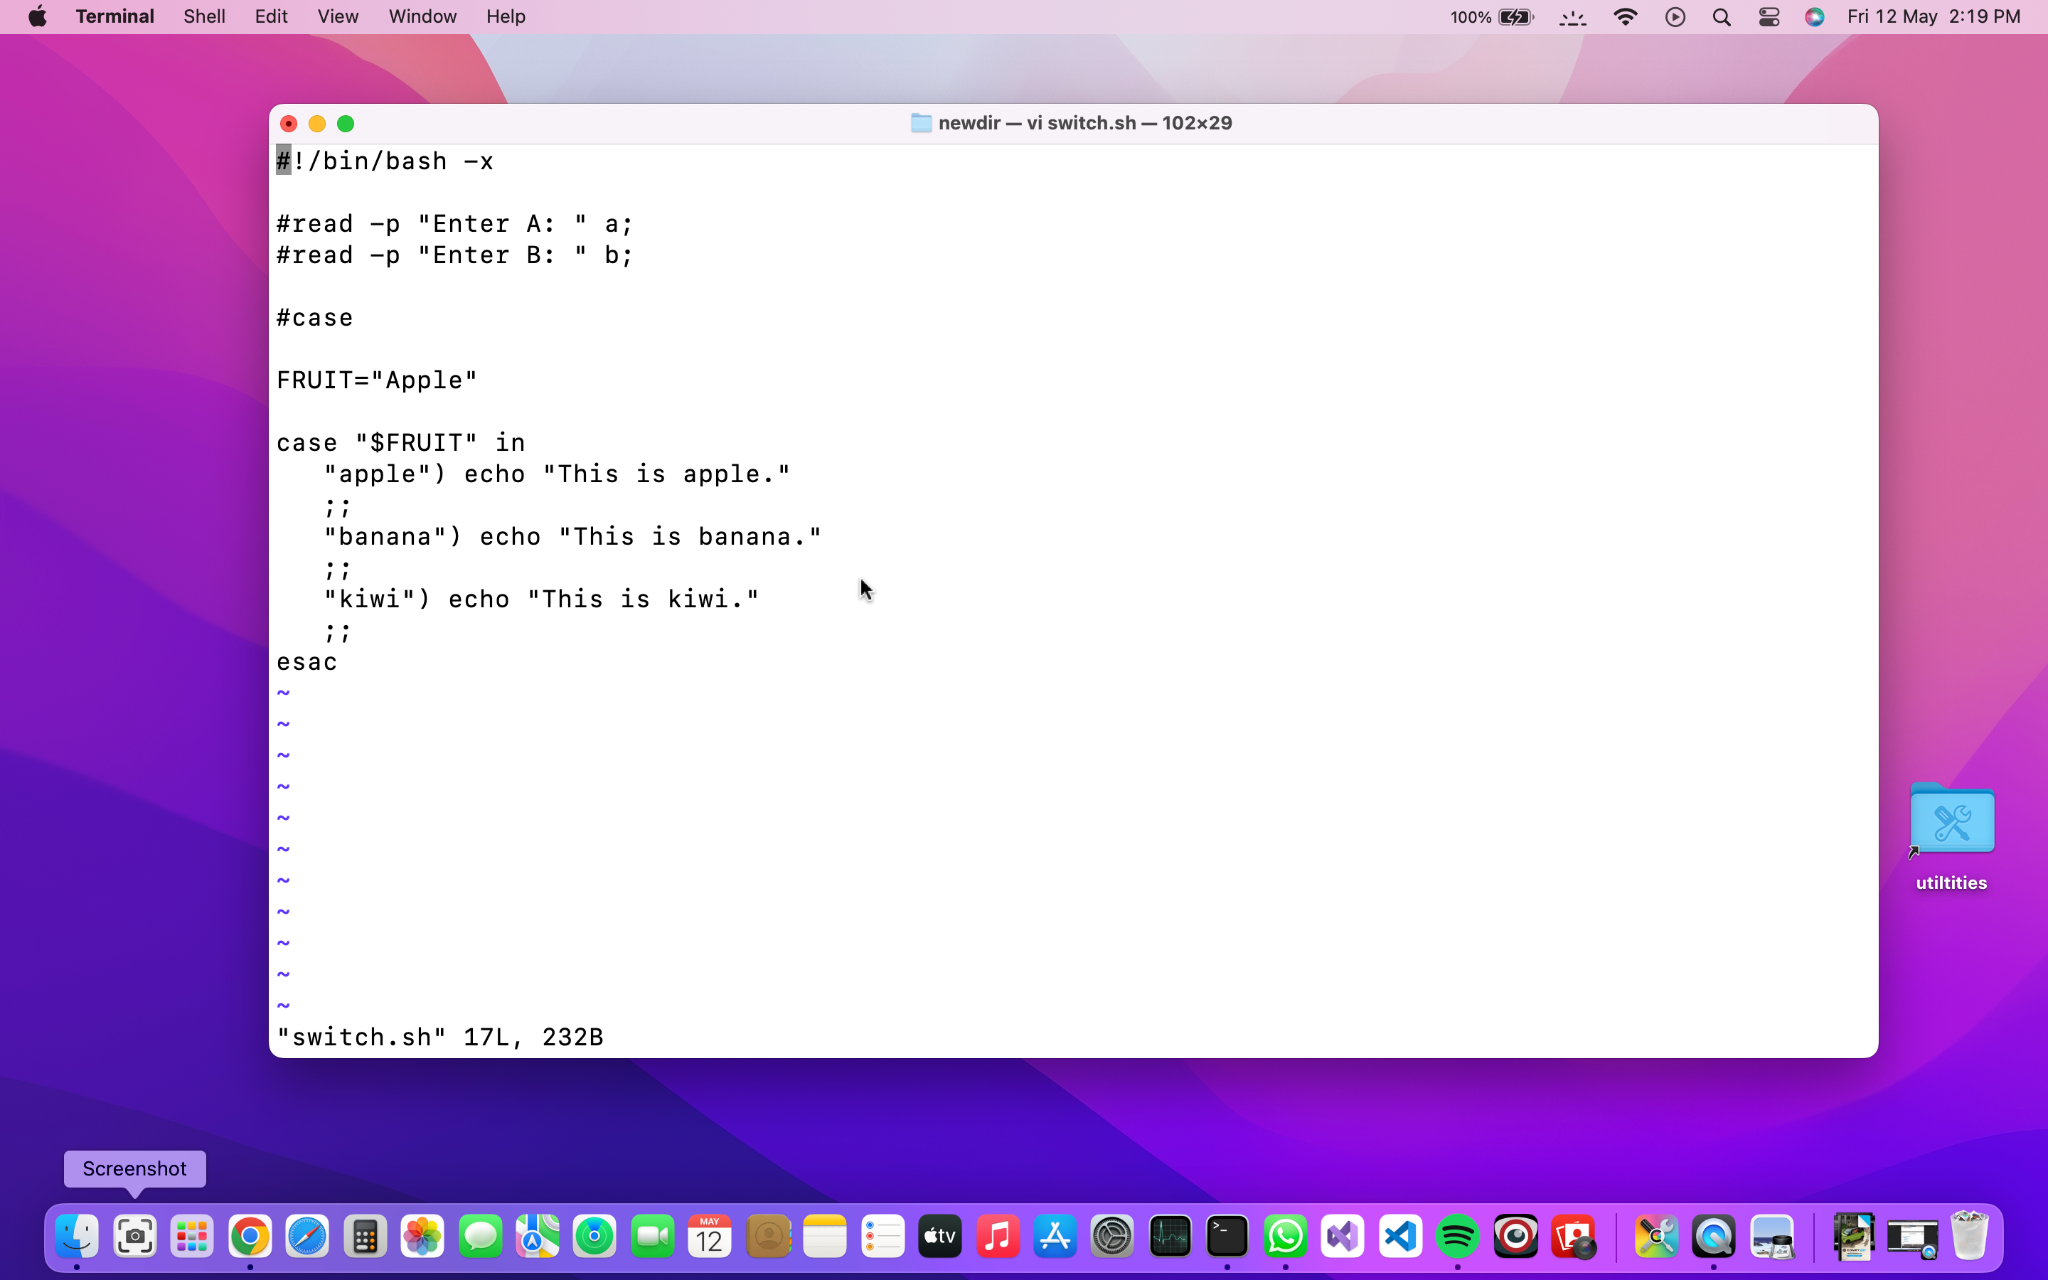 Terminal Shell Edit View Window Help 100% Fri 12 May 2:19 PM
newdir — vi switch.sh — 102×29
#!/bin/bash -x
#read -p "Enter A: " a;
#read -p "Enter B: " b;
#case
FRUIT="Apple"
case "$FRUIT" in
"apple") echo "This is apple."
;;
"banana") echo "This is banana."
;;
"kiwi") echo "This is kiwi."
;;
esac
~
~
~
~
~
~
~
~
~
~
~
"switch.sh" 17L, 232B
utiltities
Screenshot
MAY
12
tv
>_